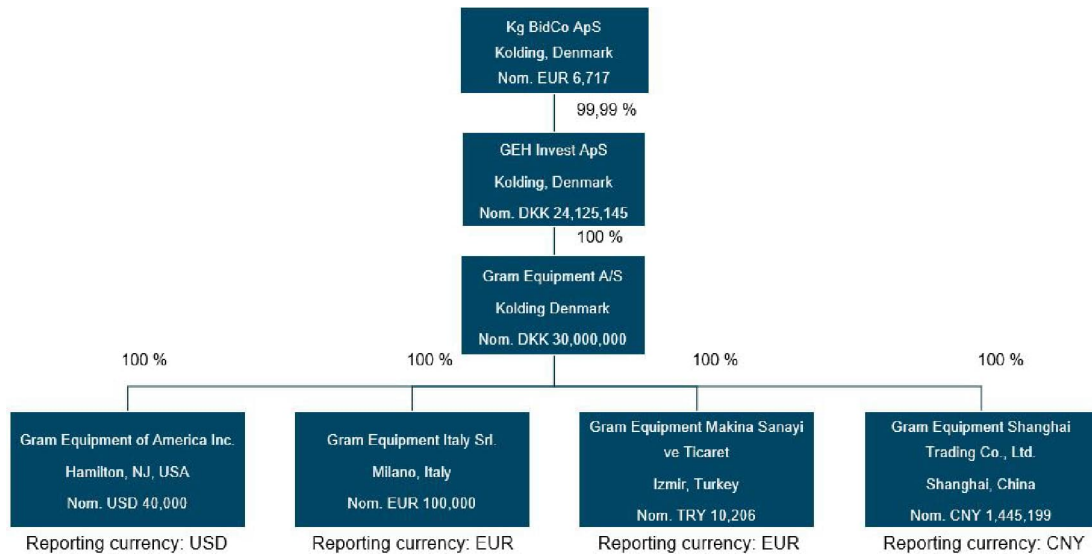 Kg BidCo ApS
Kolding, Denmark
Nom. EUR 6,717
99,99 %
GEH Invest ApS
Kolding, Denmark
Nom. DKK 24,125,145
100 %
Gram Equipment A/S
Kolding Denmark
Nom. DKK 30,000,000
100 %
100 %
100 %
100 %
Gram Equipment of America Inc.
Hamilton, NJ, USA
Nom. USD 40,000
Reporting currency: USD
Gram Equipment Italy Srl.
Milano, Italy
Nom. EUR 100,000
Reporting currency: EUR
Gram Equipment Makina Sanayi
ve Ticaret
Izmir, Turkey
Nom. TRY 10,206
Reporting currency: EUR
Gram Equipment Shanghai
Trading Co., Ltd.
Shanghai, China
Nom. CNY 1,445,199
Reporting currency: CNY